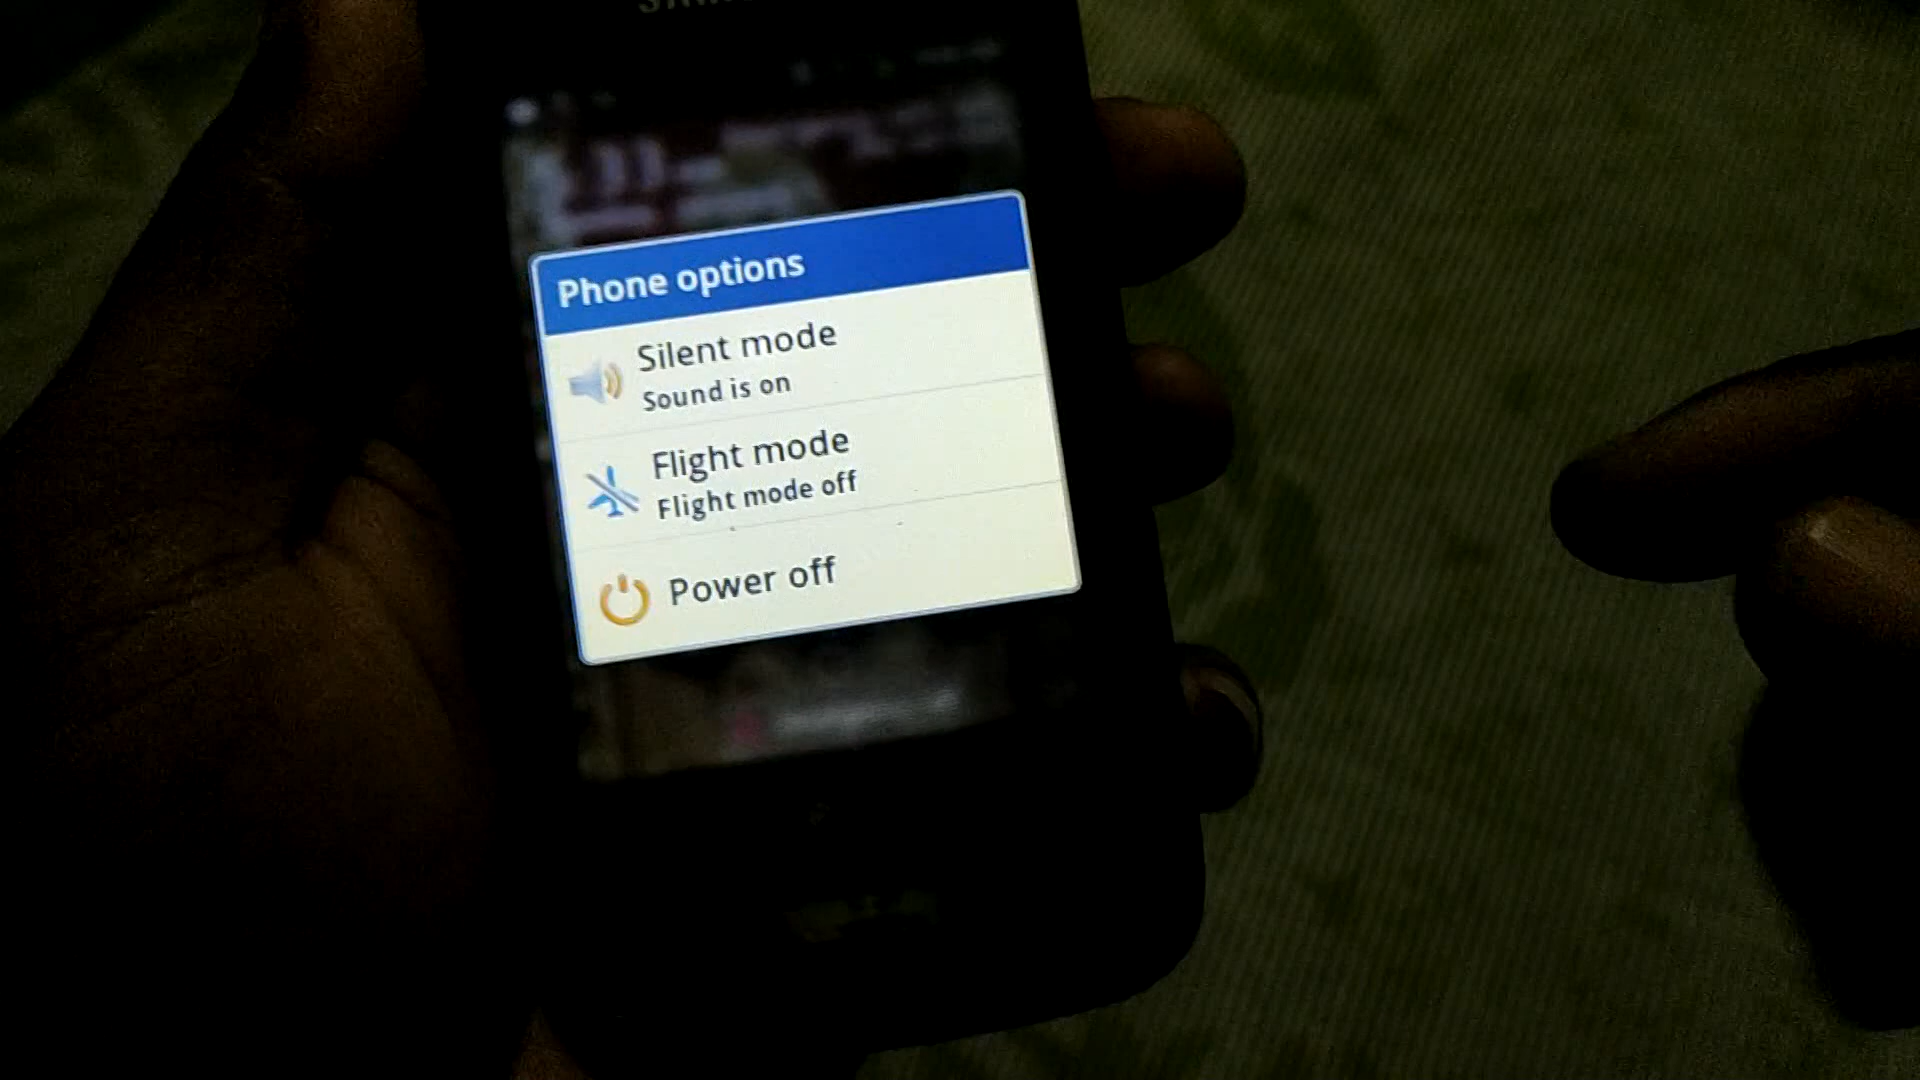 Phone options
Silent mode
Sound is on
Flight mode
Flight mode off
Power off